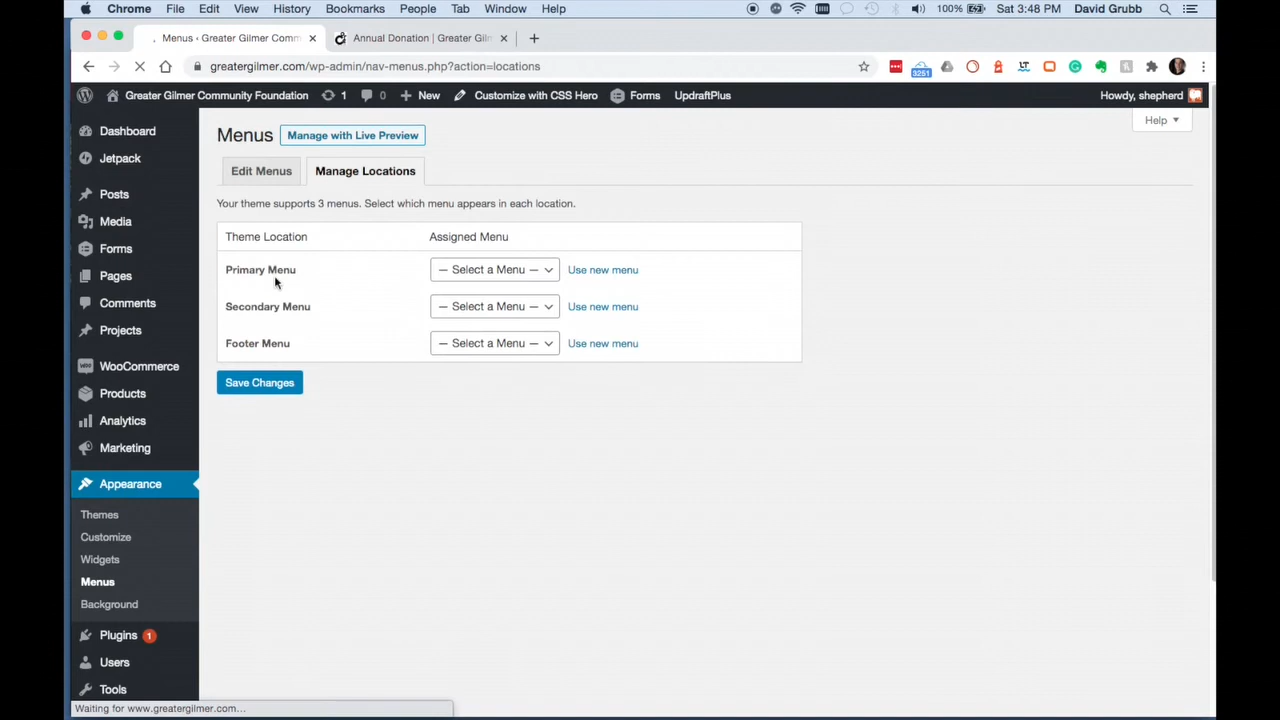 Chrome File Edit View History Bookmarks People Tab Window Help 100% Sat 3:48 PM David Grubb
Menus ‹ Greater Gilmer Comm Annual Donation | Greater Gilm
greatergilmer.com/wp-admin/nav-menus.php?action=locations 3251 LT
Greater Gilmer Community Foundation 1 0 New Customize with CSS Hero Forms UpdraftPlus Howdy, shepherd
Help
Dashboard
Jetpack
Posts
Media
Forms
Pages
Comments
Projects
WooCommerce
Products
Analytics
Marketing
Appearance
Themes
Customize
Widgets
Menus
Background
Plugins 1
Users
Tools
Menus Manage with Live Preview
Edit Menus Manage Locations
Your theme supports 3 menus. Select which menu appears in each location.
Theme Location Assigned Menu
Primary Menu — Select a Menu — Use new menu
Secondary Menu — Select a Menu — Use new menu
Footer Menu — Select a Menu — Use new menu
Save Changes
Waiting for www.greatergilmer.com...